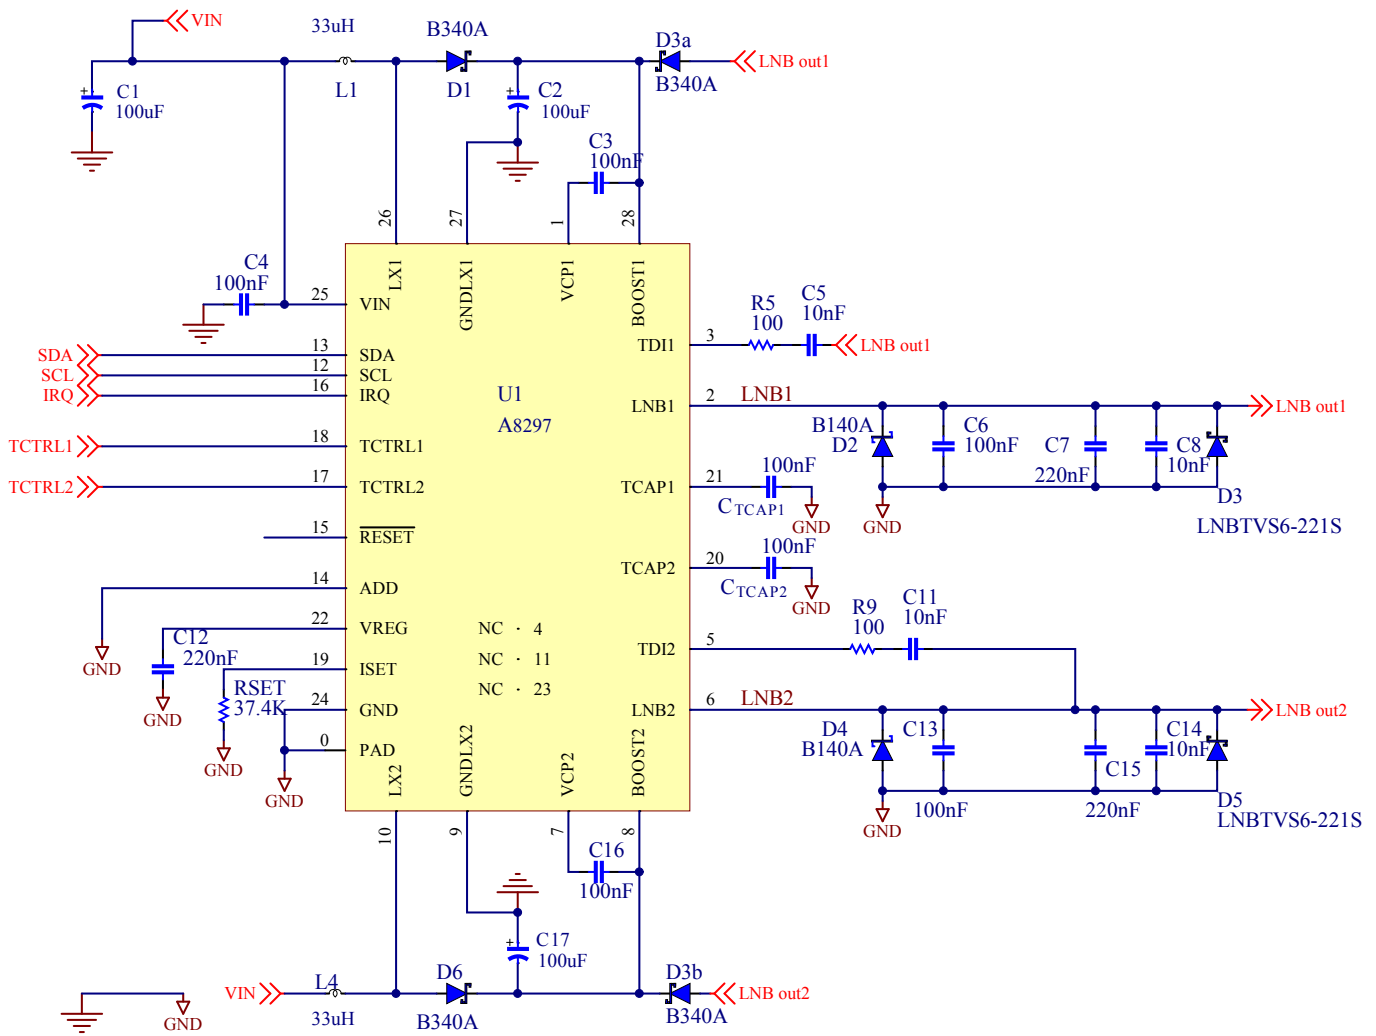 VIN
33uH
B340A
D3a
LNB out1
L1
D1
B340A
C1
100uF
C2
100uF
C3
100nF
26
27
1
28
C4
100nF
LX1
GNDLX1
VCP1
BOOST1
25
VIN
C5
10nF
R5
100
SDA
13
SDA
3
TDI1
LNB out1
SCL
12
SCL
IRQ
16
IRQ
U1
A8297
2
LNB1
LNB1
LNB out1
TCTRL1
18
TCTRL1
B140A
D2
C6
100nF
C7
220nF
C8
10nF
TCTRL2
17
TCTRL2
100nF
21
TCAP1
C TCAP1
GND
GND
D3
LNBTVS6-221S
15
RESET
100nF
20
TCAP2
C TCAP2
GND
14
ADD
GND
R9
100
C11
10nF
22
VREG
C12
220nF
GND
NC · 4
NC · 11
NC · 23
5
TDI2
19
ISET
RSET
37.4K
GND
24
GND
6
LNB2
LNB2
LNB out2
0
PAD
GND
D4
B140A
C13
100nF
C15
220nF
C14
10nF
GND
D5
LNBTVS6-221S
LX2
GNDLX2
VCP2
BOOST2
10
9
7
8
C16
100nF
C17
100uF
VIN
L4
33uH
D6
B340A
D3b
B340A
LNB out2
GND